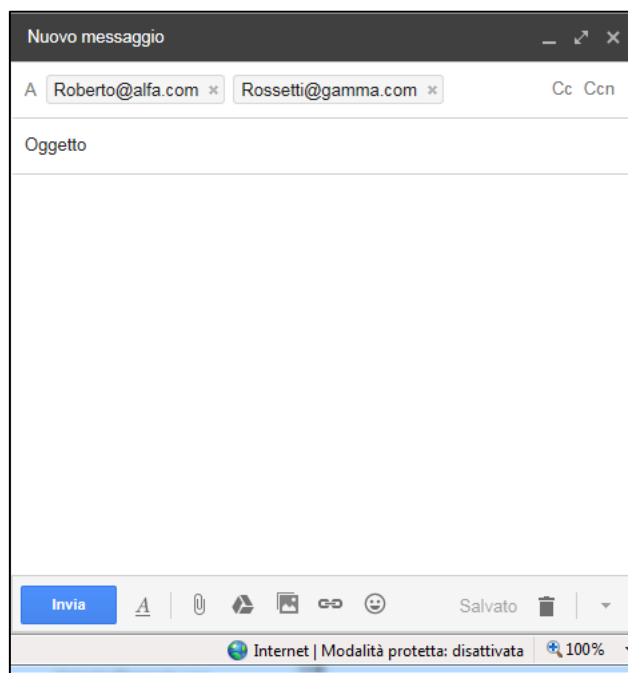 Nuovo messaggio
A Roberto@alfa.com × Rossetti@gamma.com × Cc Ccn
Oggetto
Invia A Salvato
Internet | Modalità protetta: disattivata 100%